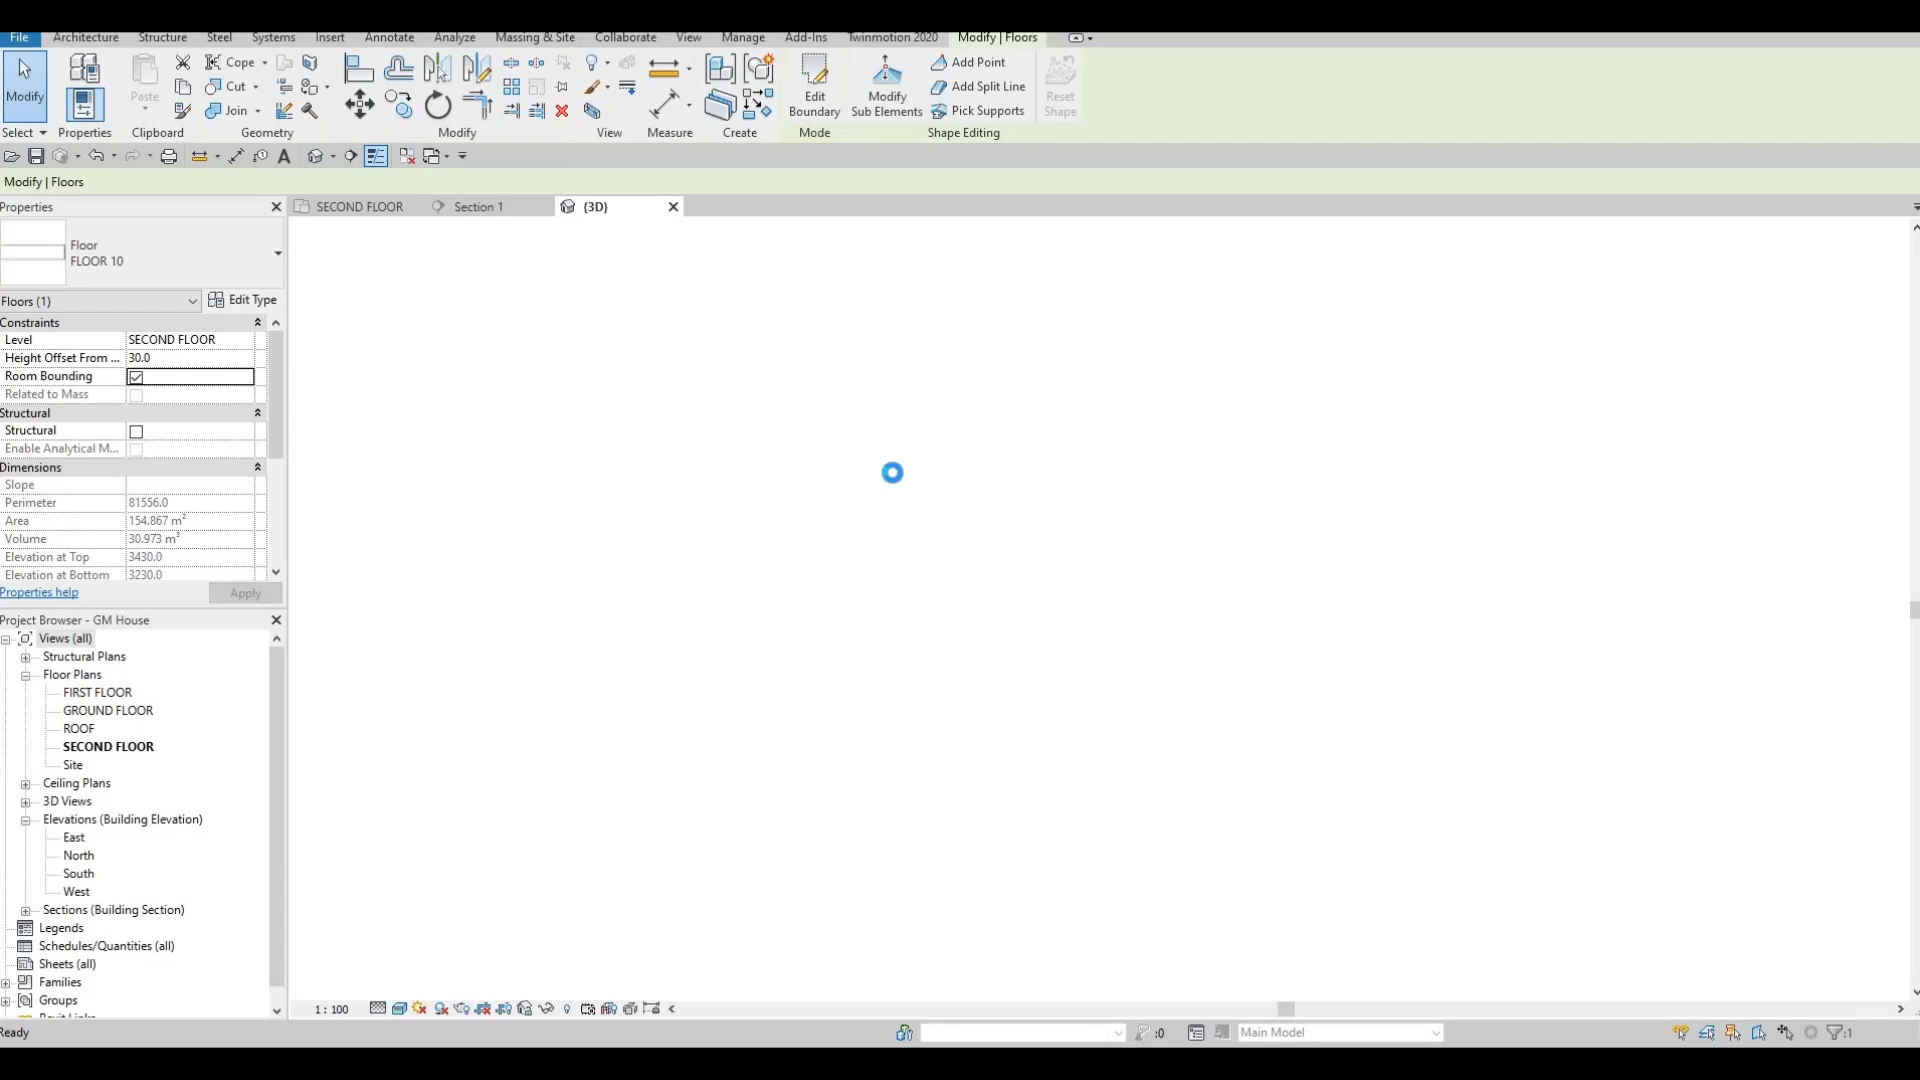 File Architecture Structure Steel Systems Insert Annotate Analyze Massing & Site Collaborate View Manage Add-Ins Twinmotion 2020 Modify | Floors
Modify
Paste
Cope
Cut
Join
Edit
Boundary
Modify
Sub Elements
Add Point
Add Split Line
Pick Supports
Reset
Shape
Select Properties Clipboard Geometry Modify View Measure Create Mode Shape Editing
Modify | Floors
Properties
SECOND FLOOR Section 1 {3D}
Floor
FLOOR 10
Floors (1) Edit Type
Constraints
Level SECOND FLOOR
Height Offset From ... 30.0
Room Bounding
Related to Mass
Structural
Structural
Enable Analytical M...
Dimensions
Slope
Perimeter 81556.0
Area 154.867 m²
Volume 30.973 m³
Elevation at Top 3430.0
Elevation at Bottom 3230.0
Properties help Apply
Project Browser - GM House
Views (all)
Structural Plans
Floor Plans
FIRST FLOOR
GROUND FLOOR
ROOF
SECOND FLOOR
Site
Ceiling Plans
3D Views
Elevations (Building Elevation)
East
North
South
West
Sections (Building Section)
Legends
Schedules/Quantities (all)
Sheets (all)
Families
Groups
Revit Links
1 : 100
Ready :0 Main Model :1